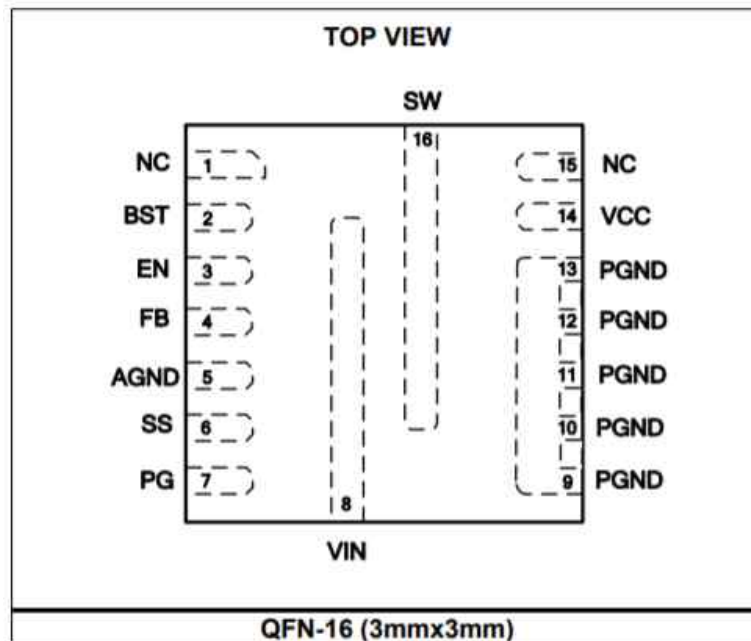 TOP VIEW
SW
16
NC 1 15 NC
BST 2 14 VCC
EN 3 13 PGND
FB 4 12 PGND
AGND 5 11 PGND
SS 6 10 PGND
PG 7 9 PGND
8
VIN
QFN-16 (3mmx3mm)